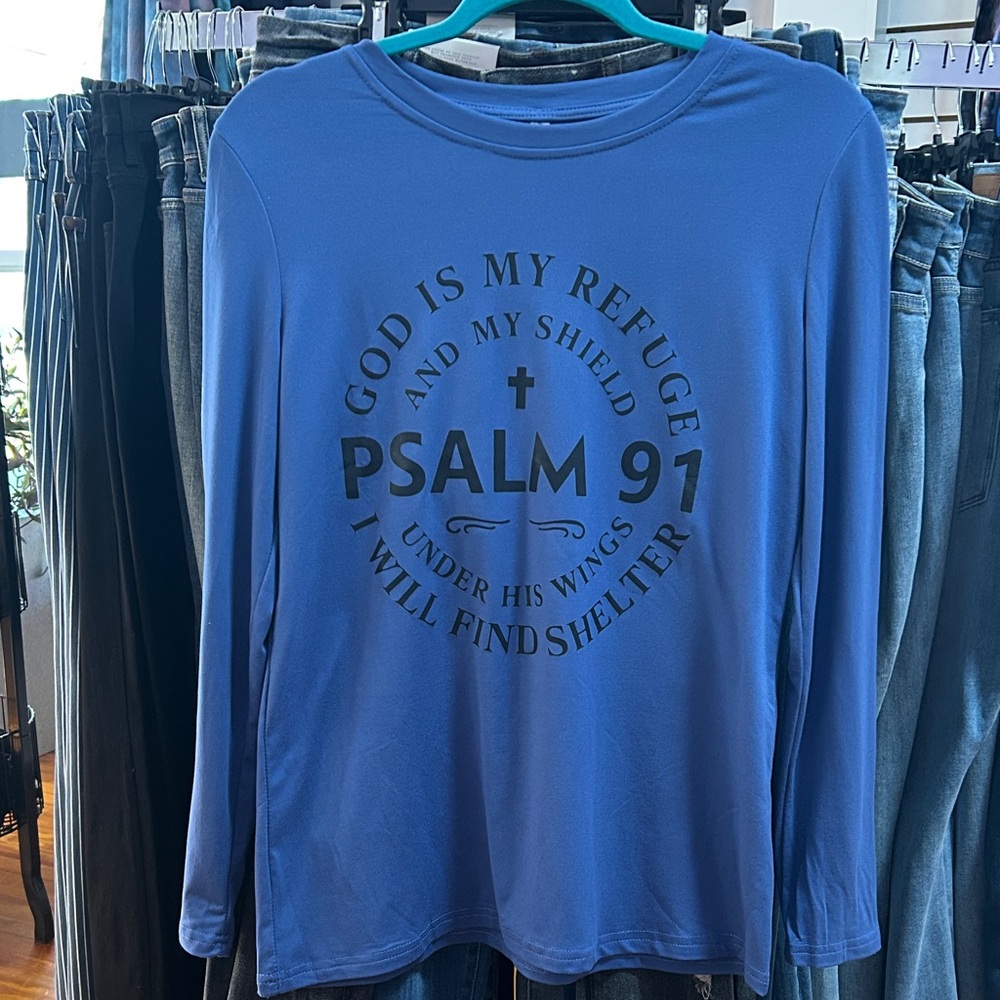 GOD IS MY REFUGE
AND MY SHIELD
PSALM 91
UNDER HIS WINGS
I WILL FIND SHELTER